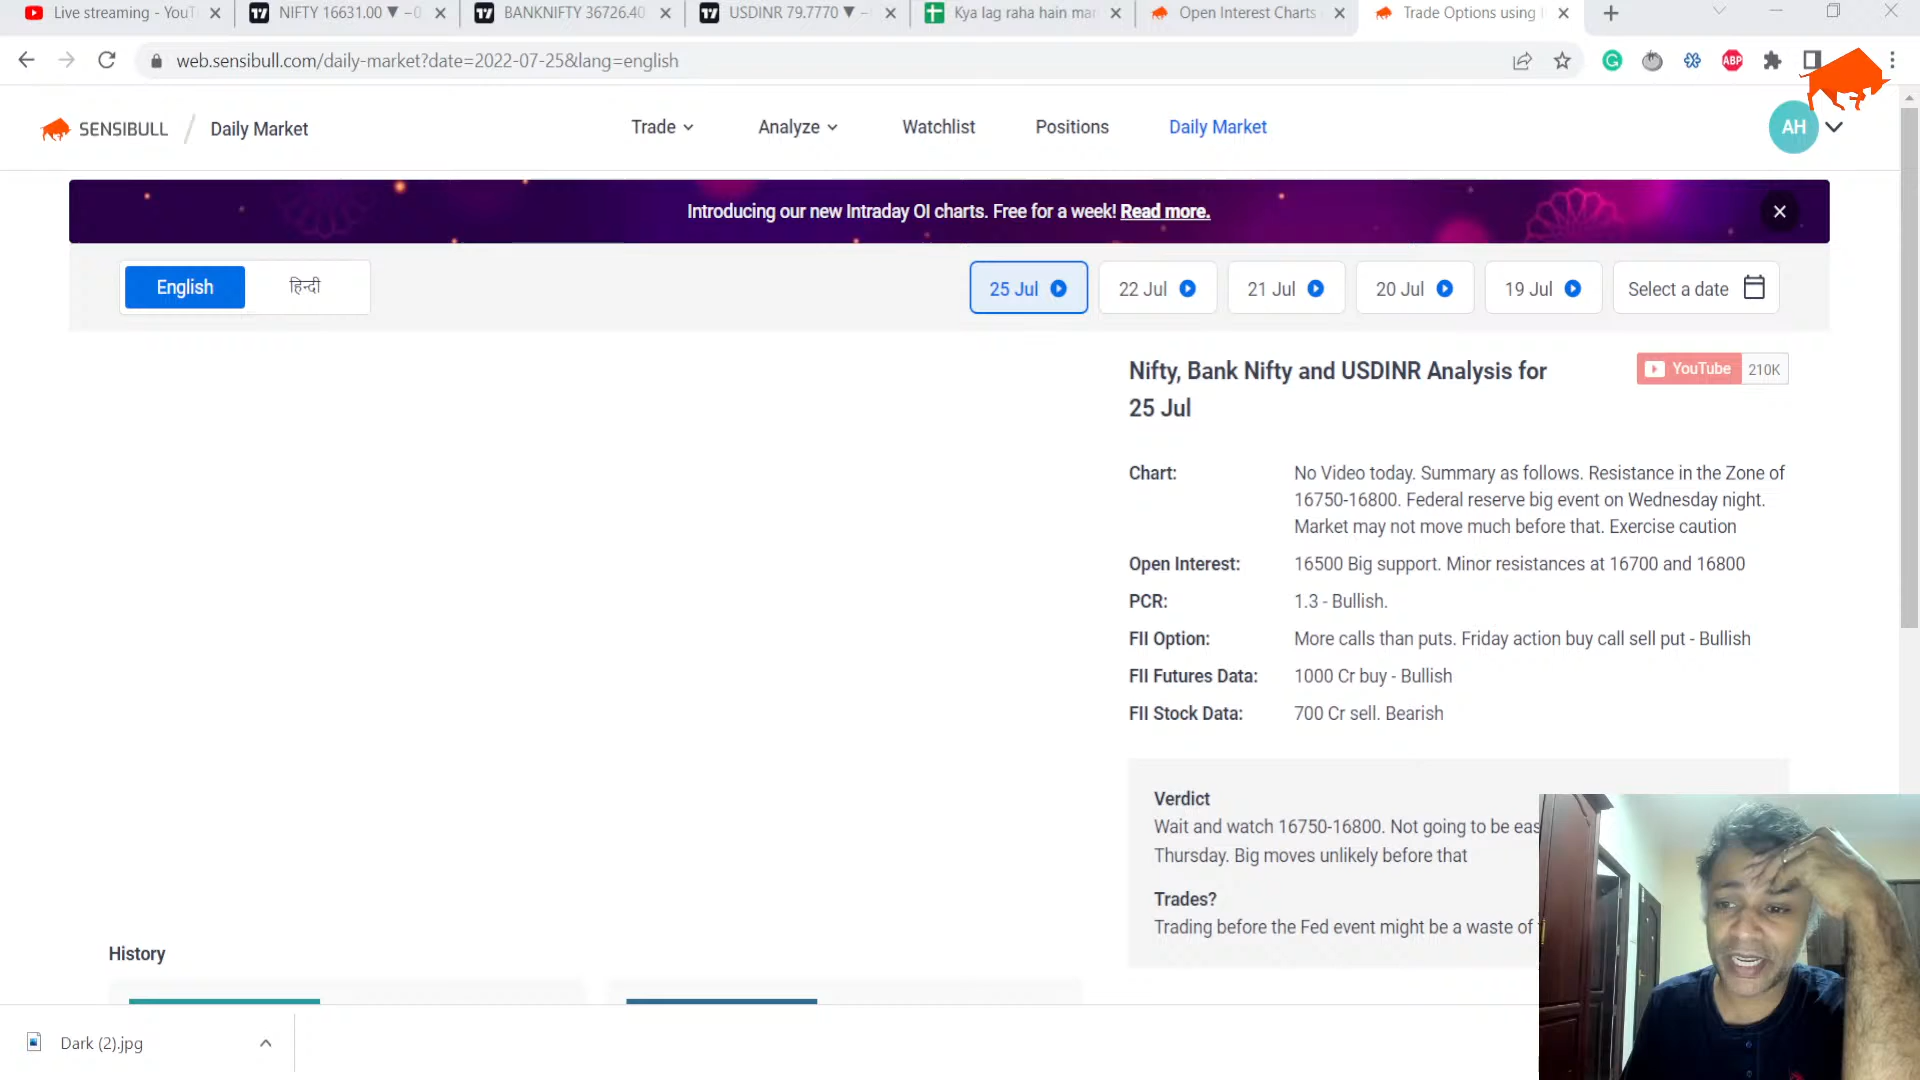 Live streaming - YouT
NIFTY 16631.00 ▼ −0
BANKNIFTY 36726.40
USDINR 79.7770 ▼ −
Kya lag raha hain mar
Open Interest Charts
Trade Options using
web.sensibull.com/daily-market?date=2022-07-25&lang=english
ABP
SENSIBULL / Daily Market
Trade
Analyze
Watchlist
Positions
Daily Market
AH
Introducing our new Intraday OI charts. Free for a week! Read more.
English
हिन्दी
25 Jul
22 Jul
21 Jul
20 Jul
19 Jul
Select a date
Nifty, Bank Nifty and USDINR Analysis for
25 Jul
YouTube 210K
Chart: No Video today. Summary as follows. Resistance in the Zone of
16750-16800. Federal reserve big event on Wednesday night.
Market may not move much before that. Exercise caution
Open Interest: 16500 Big support. Minor resistances at 16700 and 16800
PCR: 1.3 - Bullish.
FII Option: More calls than puts. Friday action buy call sell put - Bullish
FII Futures Data: 1000 Cr buy - Bullish
FII Stock Data: 700 Cr sell. Bearish
Verdict
Wait and watch 16750-16800. Not going to be eas
Thursday. Big moves unlikely before that
Trades?
Trading before the Fed event might be a waste of
History
Dark (2).jpg